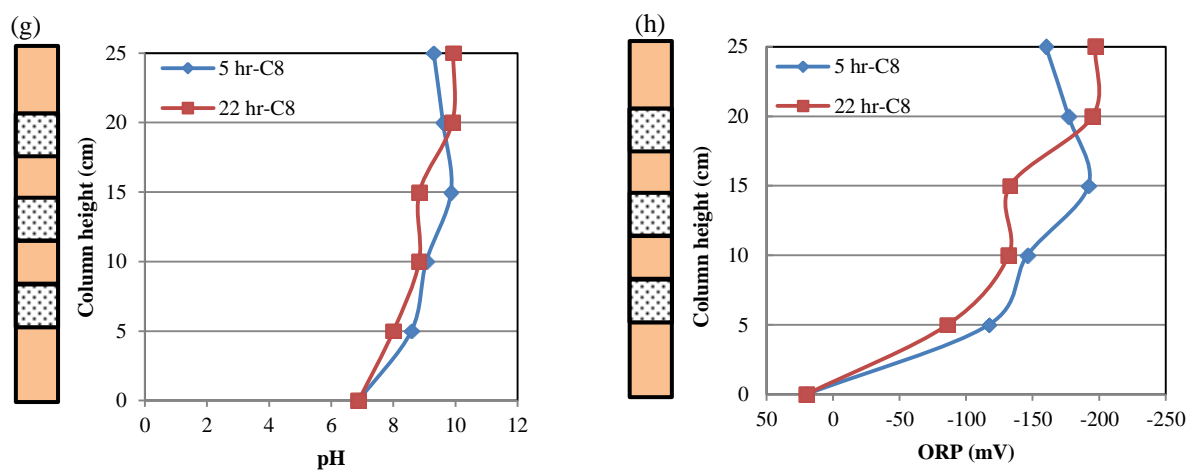 (g)
Column height (cm)
25
20
15
10
5
0
5 hr-C8
22 hr-C8
0 2 4 6 8 10 12
pH
(h)
Column height (cm)
25
20
15
10
5
0
5 hr-C8
22 hr-C8
50 0 -50 -100 -150 -200 -250
ORP (mV)